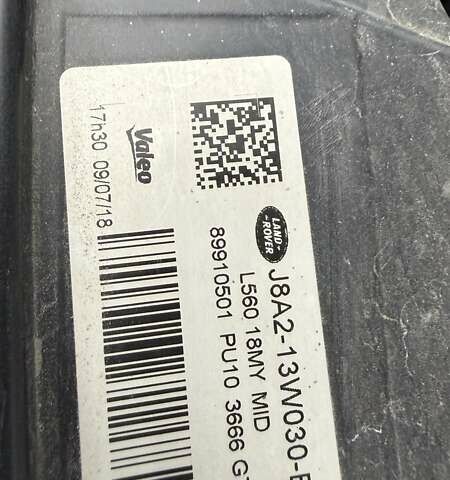 LAND
ROVER
J8A2-13W030-
L560 18MY MID
89910501 PU10 3666
Valeo
17h30 09/07/18